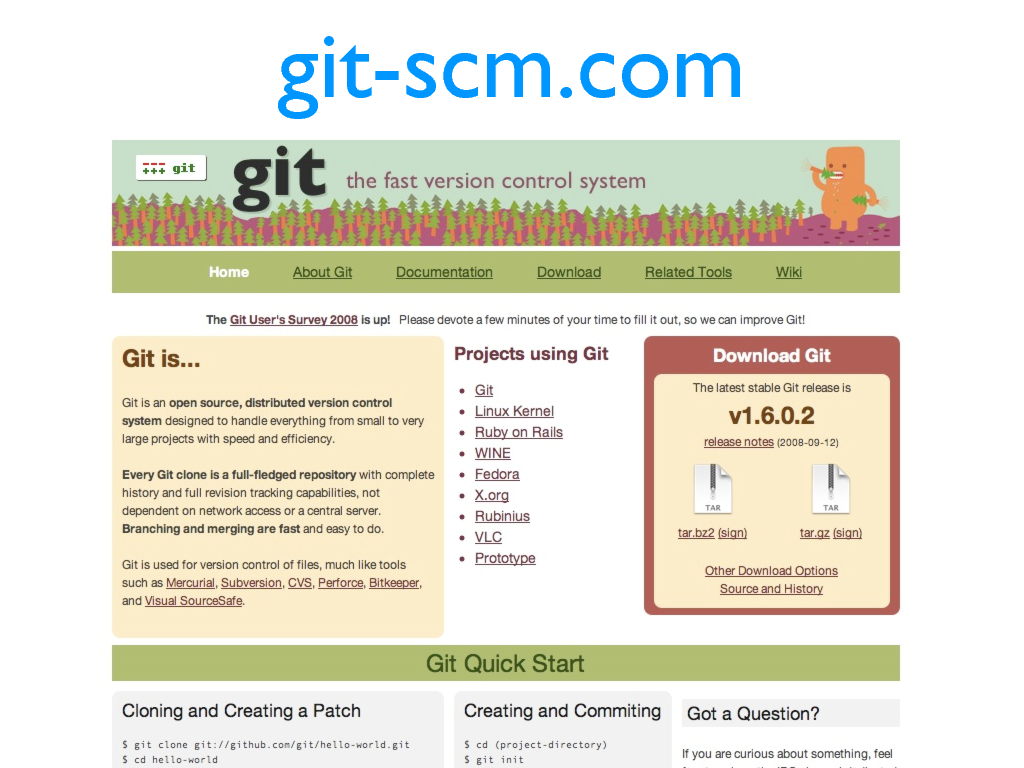 git-scm.com
--- git
+++
git the fast version control system
Home About Git Documentation Download Related Tools Wiki
The Git User's Survey 2008 is up! Please devote a few minutes of your time to fill it out, so we can improve Git!
Git is...
Git is an open source, distributed version control
system designed to handle everything from small to very
large projects with speed and efficiency.
Every Git clone is a full-fledged repository with complete
history and full revision tracking capabilities, not
dependent on network access or a central server.
Branching and merging are fast and easy to do.
Git is used for version control of files, much like tools
such as Mercurial, Subversion, CVS, Perforce, Bitkeeper,
and Visual SourceSafe.
Projects using Git
• Git
• Linux Kernel
• Ruby on Rails
• WINE
• Fedora
• X.org
• Rubinius
• VLC
• Prototype
Download Git
The latest stable Git release is
v1.6.0.2
release notes (2008-09-12)
TAR TAR
tar.bz2 (sign) tar.gz (sign)
Other Download Options
Source and History
Git Quick Start
Cloning and Creating a Patch
$ git clone git://github.com/git/hello-world.git
$ cd hello-world
Creating and Commiting
$ cd (project-directory)
$ git init
Got a Question?
If you are curious about something, feel